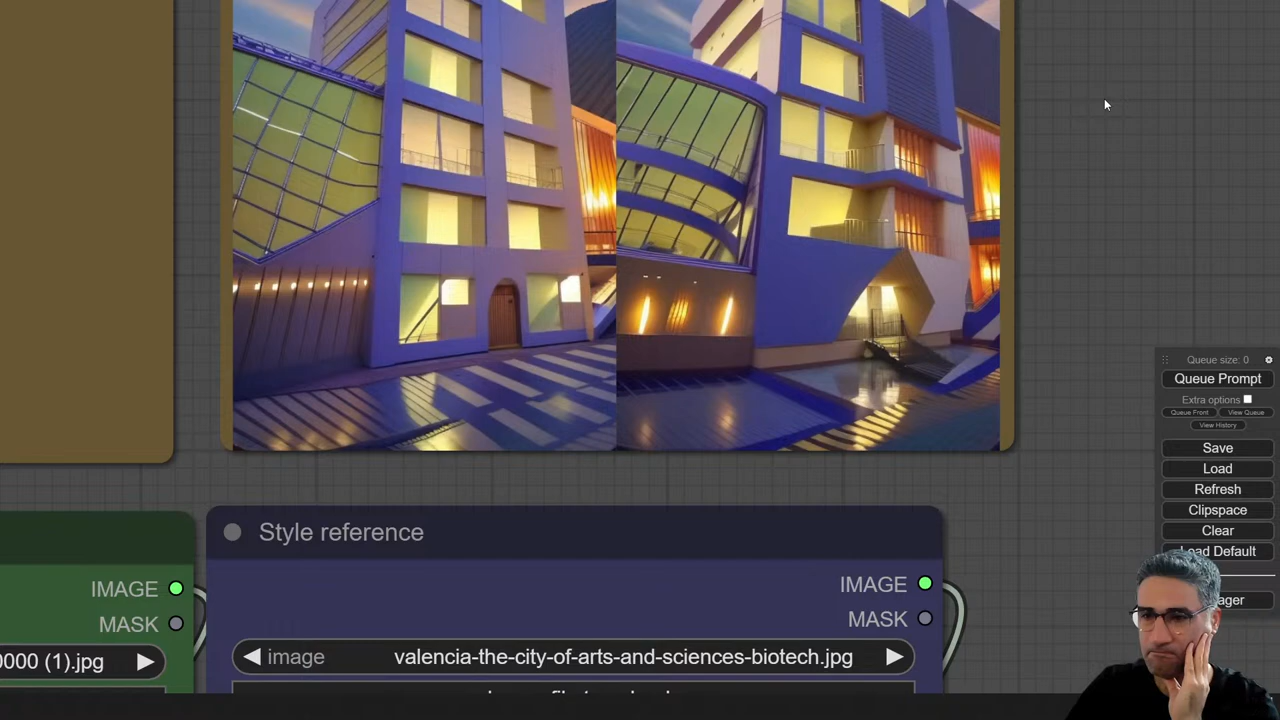 Queue size: 0
Queue Prompt
Extra options
Queue Front
View Queue
View History
Save
Load
Refresh
Clipspace
Clear
Load Default
ager
Style reference
IMAGE
MASK
0000 (1).jpg
IMAGE
MASK
image
valencia-the-city-of-arts-and-sciences-biotech.jpg